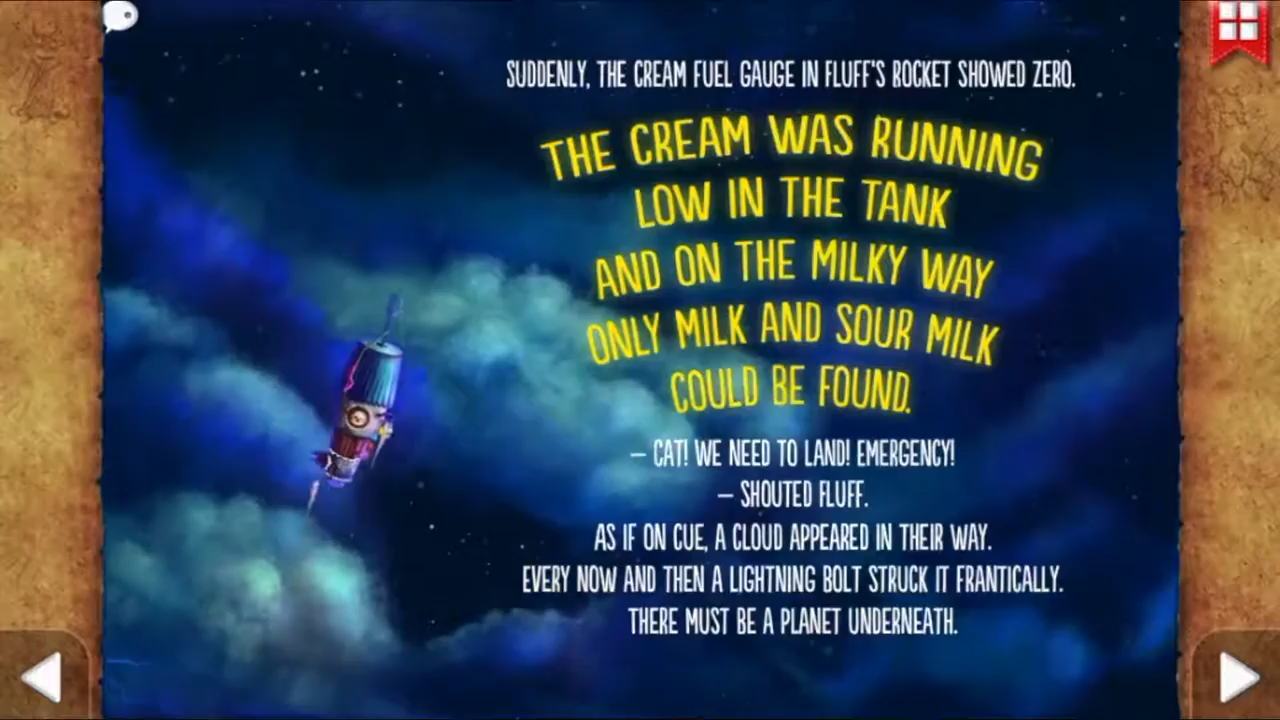 SUDDENLY, THE CREAM FUEL GAUGE IN FLUFF'S ROCKET SHOWED ZERO.
THE CREAM WAS RUNNING
LOW IN THE TANK
AND ON THE MILKY WAY
ONLY MILK AND SOUR MILK
COULD BE FOUND.
– CAT! WE NEED TO LAND! EMERGENCY!
– SHOUTED FLUFF.
AS IF ON CUE, A CLOUD APPEARED IN THEIR WAY.
EVERY NOW AND THEN A LIGHTNING BOLT STRUCK IT FRANTICALLY.
THERE MUST BE A PLANET UNDERNEATH.